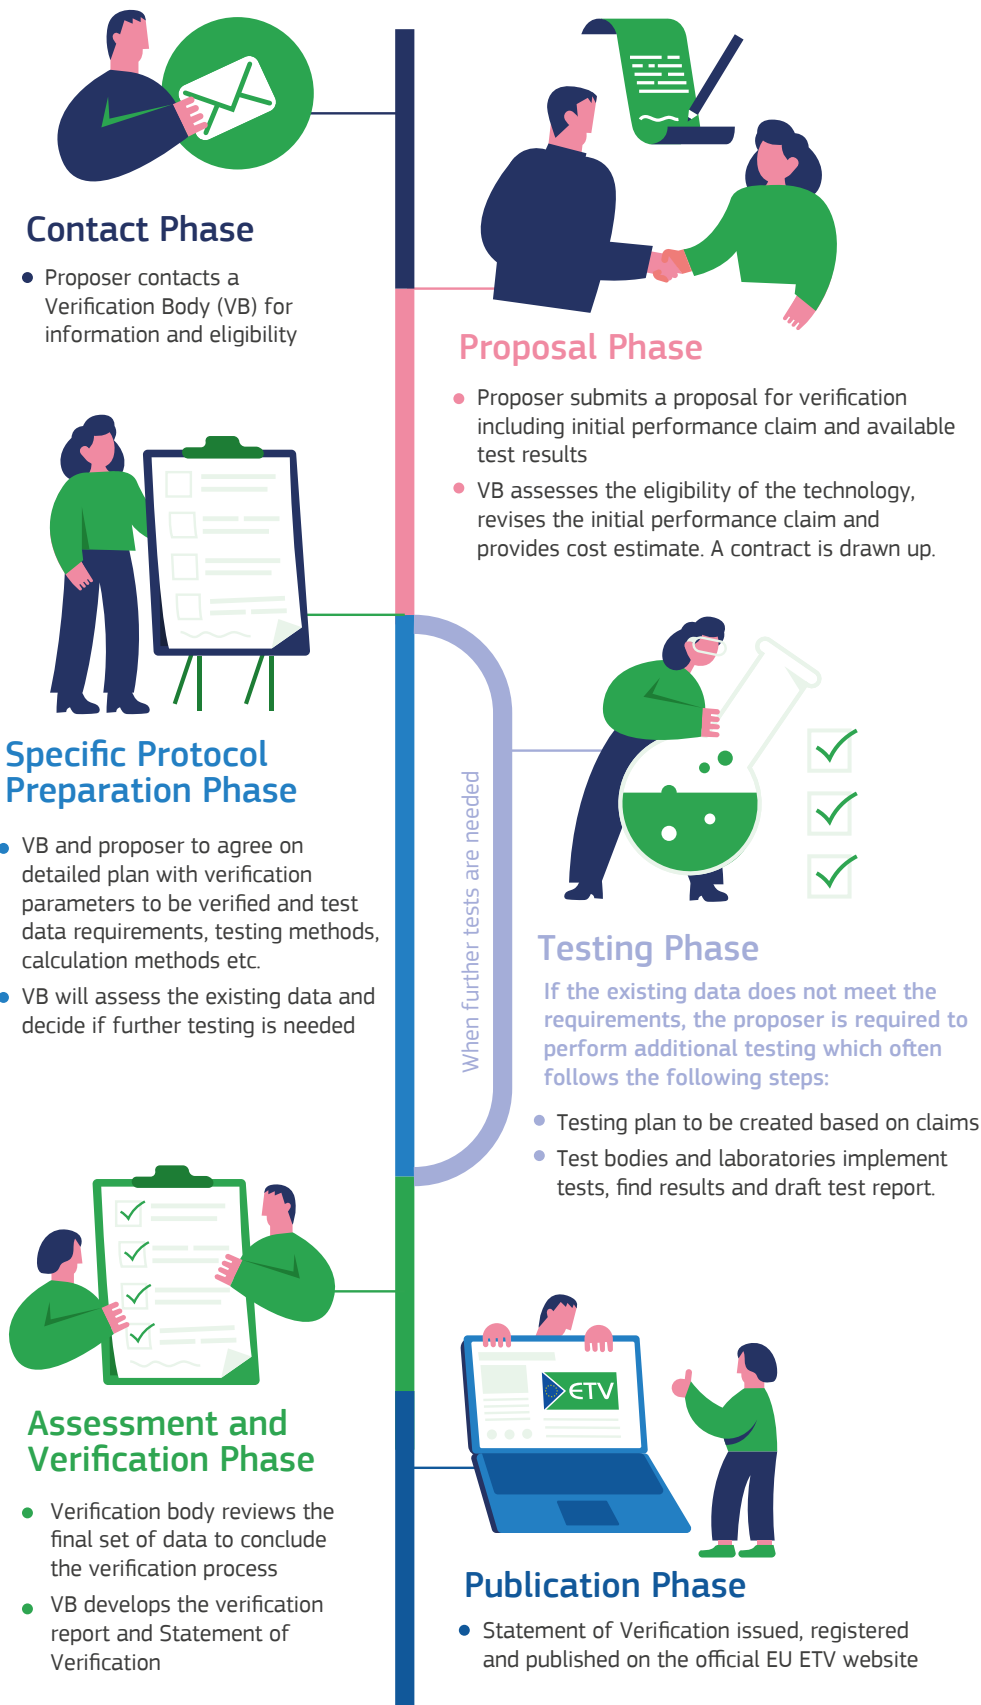 Contact Phase
Proposer contacts a
Verification Body (VB) for
information and eligibility
Proposal Phase
Proposer submits a proposal for verification
including initial performance claim and available
test results
VB assesses the eligibility of the technology,
revises the initial performance claim and
provides cost estimate. A contract is drawn up.
Specific Protocol
Preparation Phase
VB and proposer to agree on
detailed plan with verification
parameters to be verified and test
data requirements, testing methods,
calculation methods etc.
VB will assess the existing data and
decide if further testing is needed
When further tests are needed
Testing Phase
If the existing data does not meet the
requirements, the proposer is required to
perform additional testing which often
follows the following steps:
Testing plan to be created based on claims
Test bodies and laboratories implement
tests, find results and draft test report.
Assessment and
Verification Phase
Verification body reviews the
final set of data to conclude
the verification process
VB develops the verification
report and Statement of
Verification
ETV
Publication Phase
Statement of Verification issued, registered
and published on the official EU ETV website